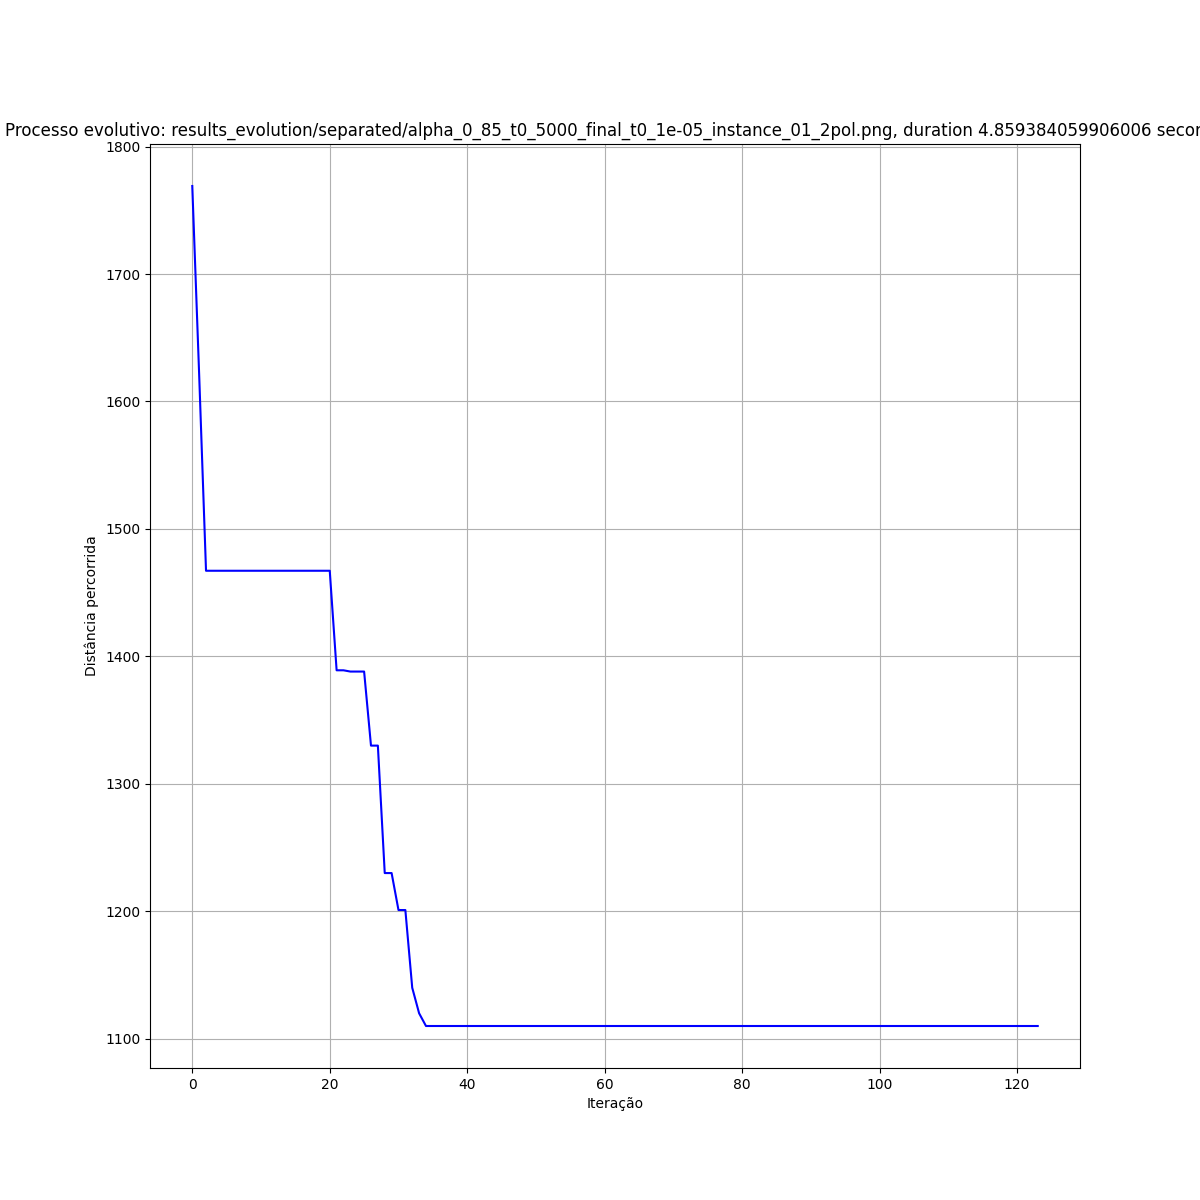 Processo evolutivo: results_evolution/separated/alpha_0_85_t0_5000_final_t0_1e-05_instance_01_2pol.png, duration 4.859384059906006 secon
1800
1700
1600
1500
1400
1300
1200
1100
Distância percorrida
0 20 40 60 80 100 120
Iteração